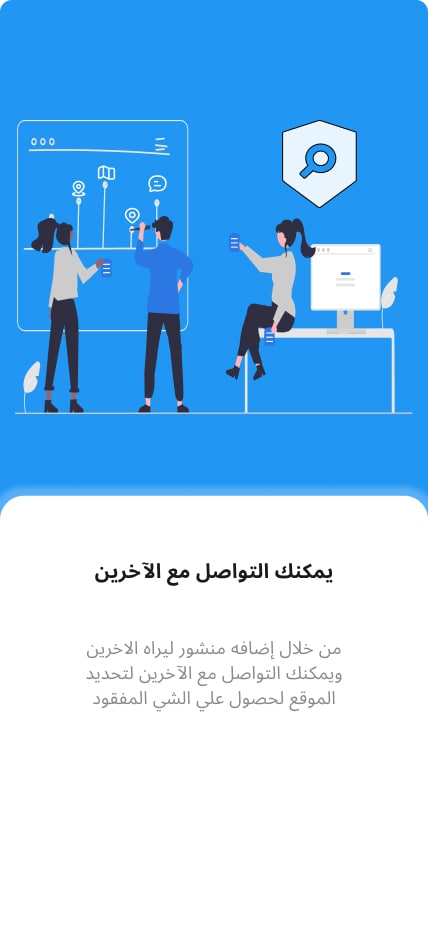 يمكنك التواصل مع الآخرين
من خلال إضافه منشور ليراه الاخرين
ويمكنك التواصل مع الآخرين لتحديد
الموقع لحصول علي الشي المفقود